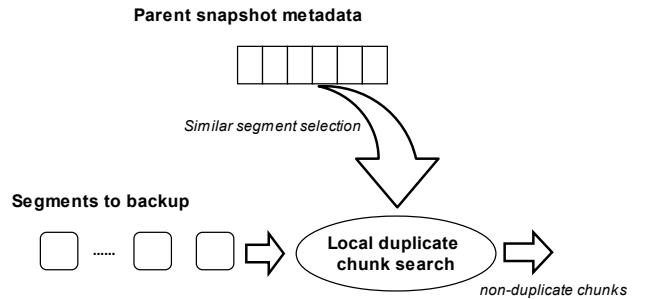 Parent snapshot metadata
Similar segment selection
Segments to backup
......
Local duplicate
chunk search
non-duplicate chunks